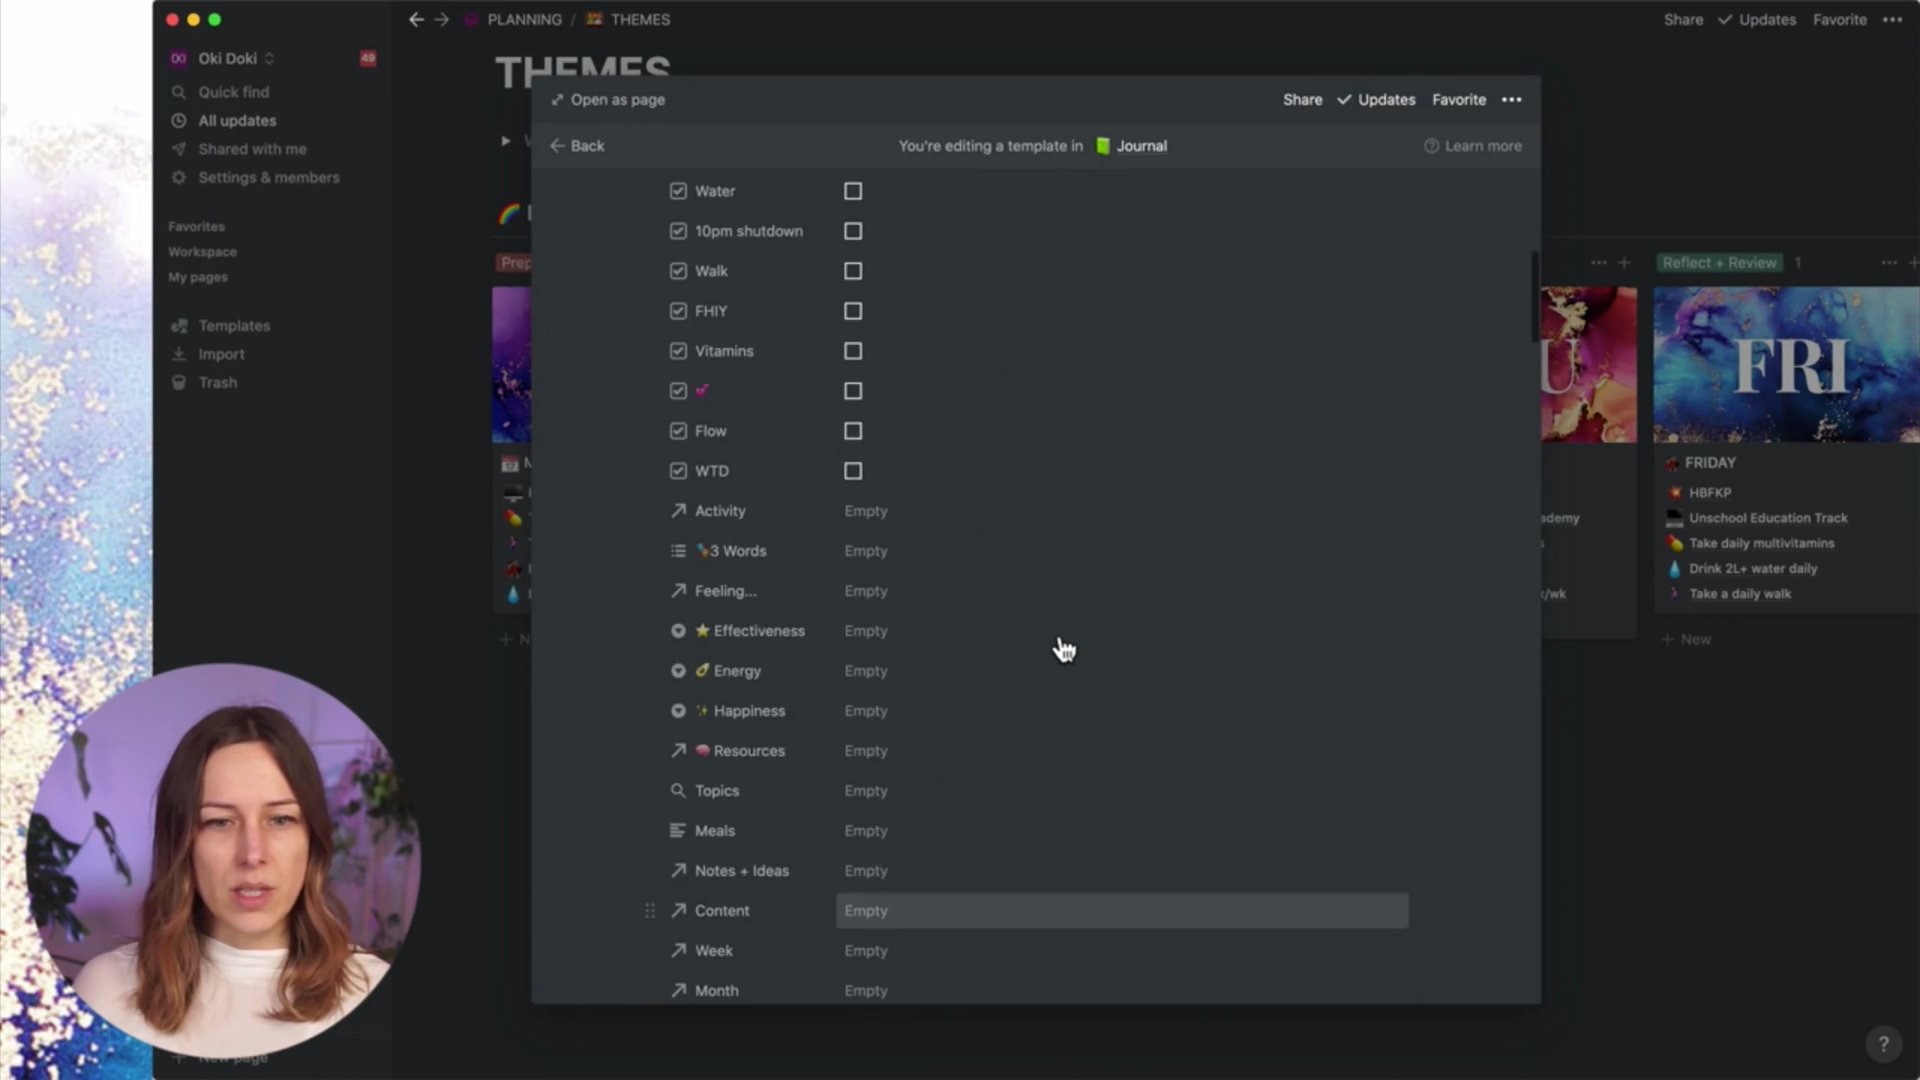 PLANNING / THEMES
Share Updates Favorite
Oki Doki
49
Quick find
All updates
Shared with me
Settings & members
Favorites
Workspace
My pages
Templates
Import
Trash
New page
THEMES
Open as page
Share Updates Favorite
Back
You're editing a template in Journal
Learn more
Water
10pm shutdown
Walk
FHIY
Vitamins
Flow
WTD
Activity Empty
3 Words Empty
Feeling... Empty
Effectiveness Empty
Energy Empty
Happiness Empty
Resources Empty
Topics Empty
Meals Empty
Notes + Ideas Empty
Content Empty
Week Empty
Month Empty
Reflect + Review 1
FRI
FRIDAY
HBFKP
Unschool Education Track
Take daily multivitamins
Drink 2L+ water daily
Take a daily walk
+ New
?